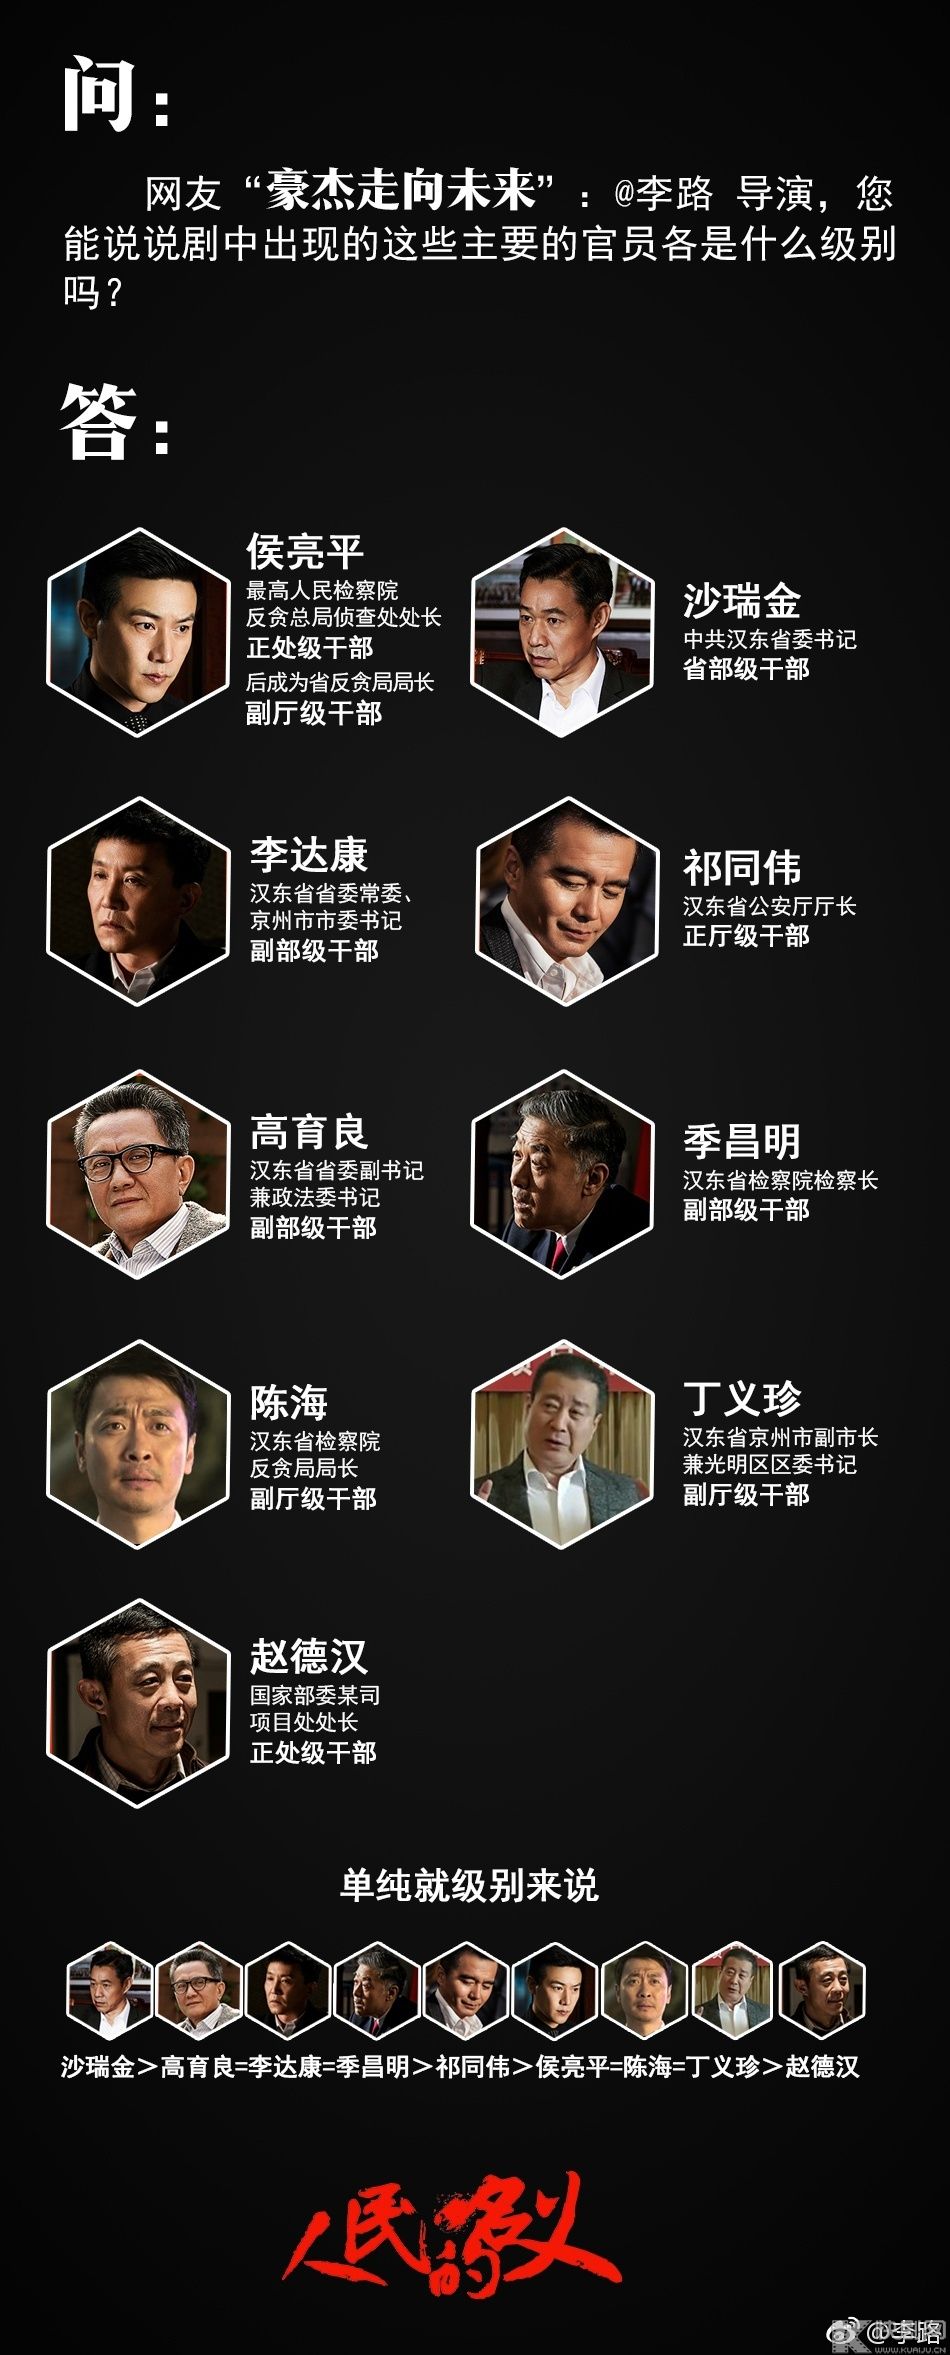 问：
网友“豪杰走向未来”：@李路 导演，您
能说说剧中出现的这些主要的官员各是什么级别
吗？
答：
侯亮平
最高人民检察院
反贪总局侦查处处长
正处级干部
后成为省反贪局局长
副厅级干部
沙瑞金
中共汉东省委书记
省部级干部
李达康
汉东省省委常委、
京州市市委书记
副部级干部
祁同伟
汉东省公安厅厅长
正厅级干部
高育良
汉东省省委副书记
兼政法委书记
副部级干部
季昌明
汉东省检察院检察长
副部级干部
陈海
汉东省检察院
反贪局局长
副厅级干部
丁义珍
汉东省京州市副市长
兼光明区区委书记
副厅级干部
赵德汉
国家部委某司
项目处处长
正处级干部
单纯就级别来说
沙瑞金＞高育良=李达康=季昌明＞祁同伟＞侯亮平=陈海=丁义珍＞赵德汉
人民的名义
@李路
WWW.KUAIJU.CN